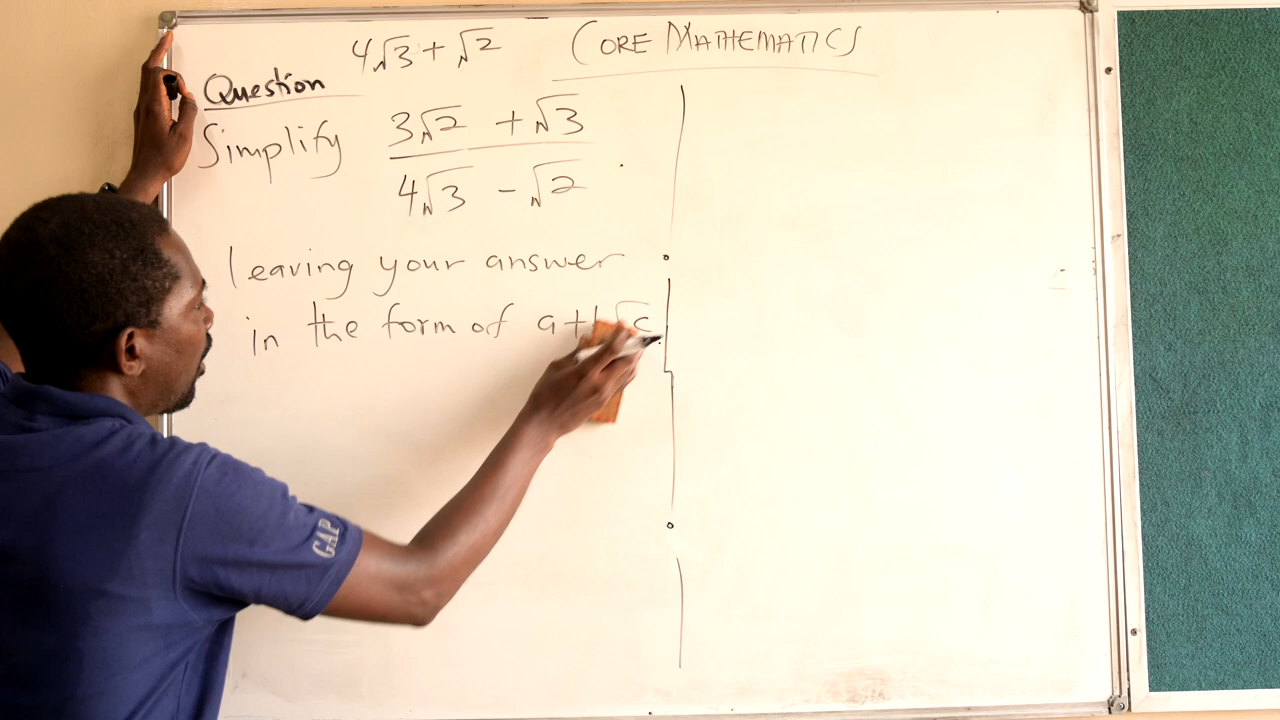 4√3 + √2
CORE MATHEMATICS
Question
Simplify (3√2 + √3)/(4√3 - √2) .
leaving your answer
in the form of a + √c
GAP